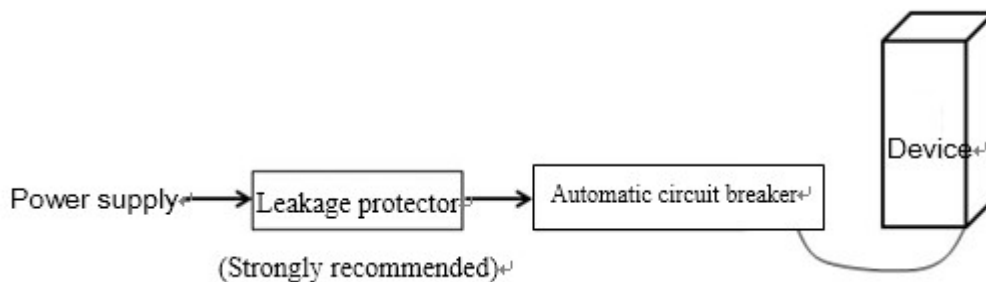 Device
Power supply
Leakage protector
Automatic circuit breaker
(Strongly recommended)